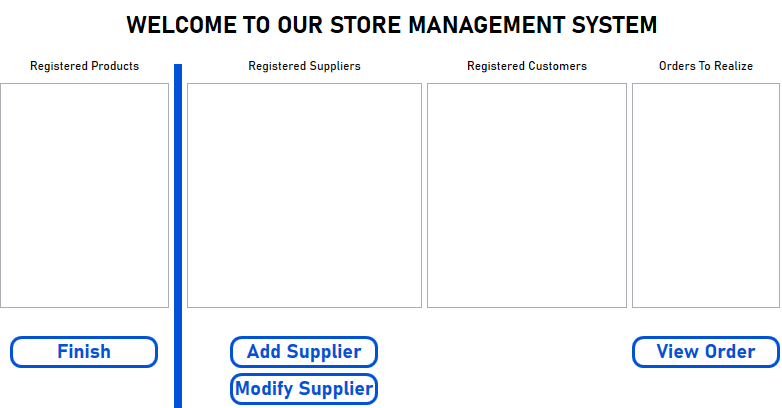 WELCOME TO OUR STORE MANAGEMENT SYSTEM
Registered Products
Registered Suppliers
Registered Customers
Orders To Realize
Finish
Add Supplier
View Order
Modify Supplier